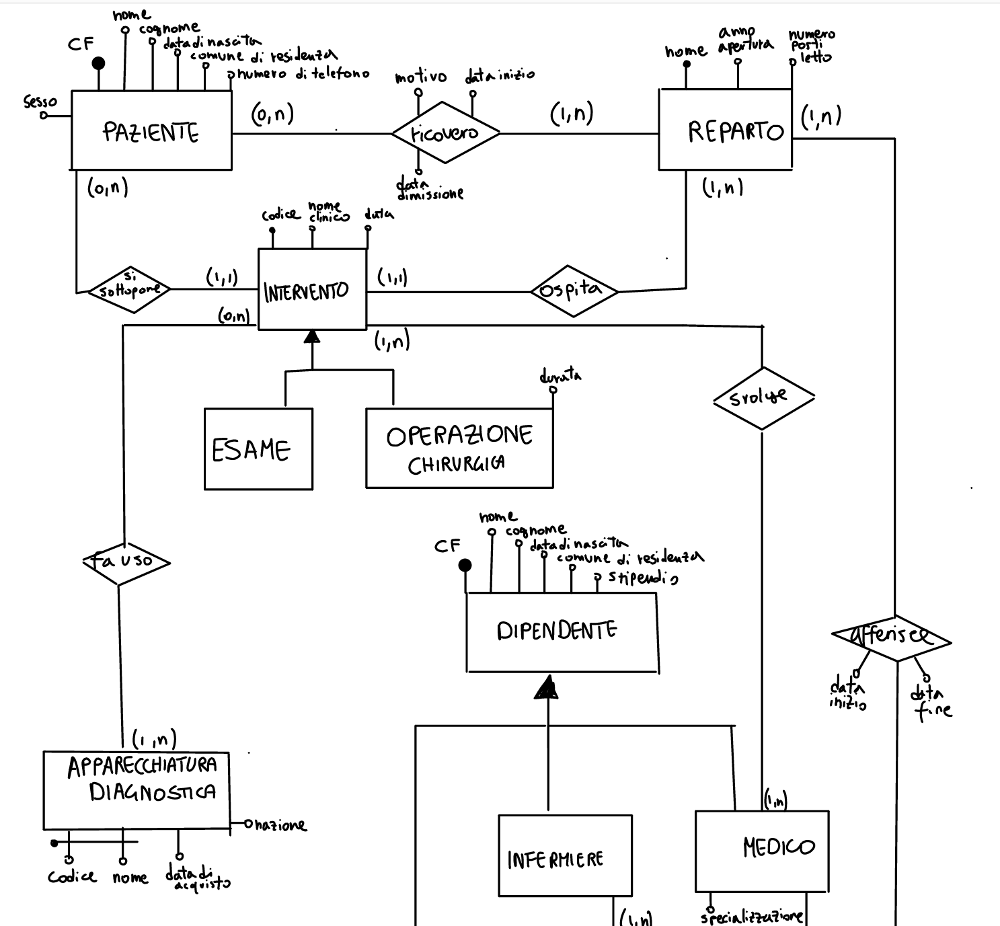 nome
cognome
CF
data di nascita
comune di residenza
numero di telefono
sesso
PAZIENTE
(0,n)
(0,n)
motivo
data inizio
ricovero
data
dimissione
(1,n)
nome
anno
apertura
numero
posti
letto
REPARTO
(1,n)
(1,n)
codice
nome
clinico
data
si
sottopone
(1,1)
INTERVENTO
(1,1)
ospita
(0,n)
(1,n)
svolge
durata
ESAME
OPERAZIONE
CHIRURGICA
fa uso
nome
cognome
CF
data di nascita
comune di residenza
stipendio
DIPENDENTE
afferisce
data
inizio
data
fine
(1,n)
APPARECCHIATURA
DIAGNOSTICA
nazione
codice
nome
data di
acquisto
(1,n)
INFERMIERE
MEDICO
(1,n)
specializzazione